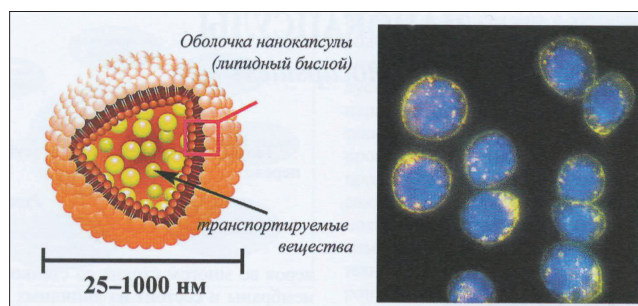 Оболочка нанокапсулы
(липидный бислой)
транспортируемые
вещества
25–1000 нм